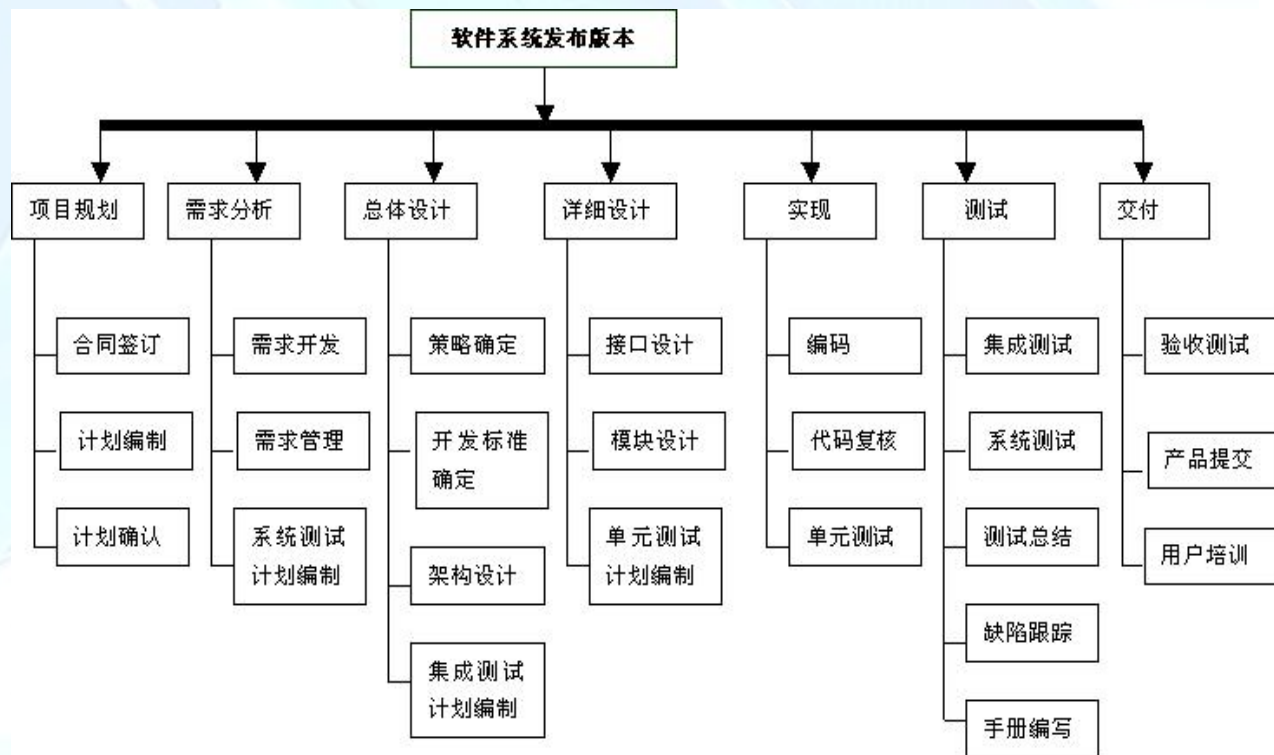 软件系统发布版本
项目规划
需求分析
总体设计
详细设计
实现
测试
交付
合同签订
计划编制
计划确认
需求开发
需求管理
系统测试
计划编制
策略确定
开发标准
确定
架构设计
集成测试
计划编制
接口设计
模块设计
单元测试
计划编制
编码
代码复核
单元测试
集成测试
系统测试
测试总结
缺陷跟踪
手册编写
验收测试
产品提交
用户培训